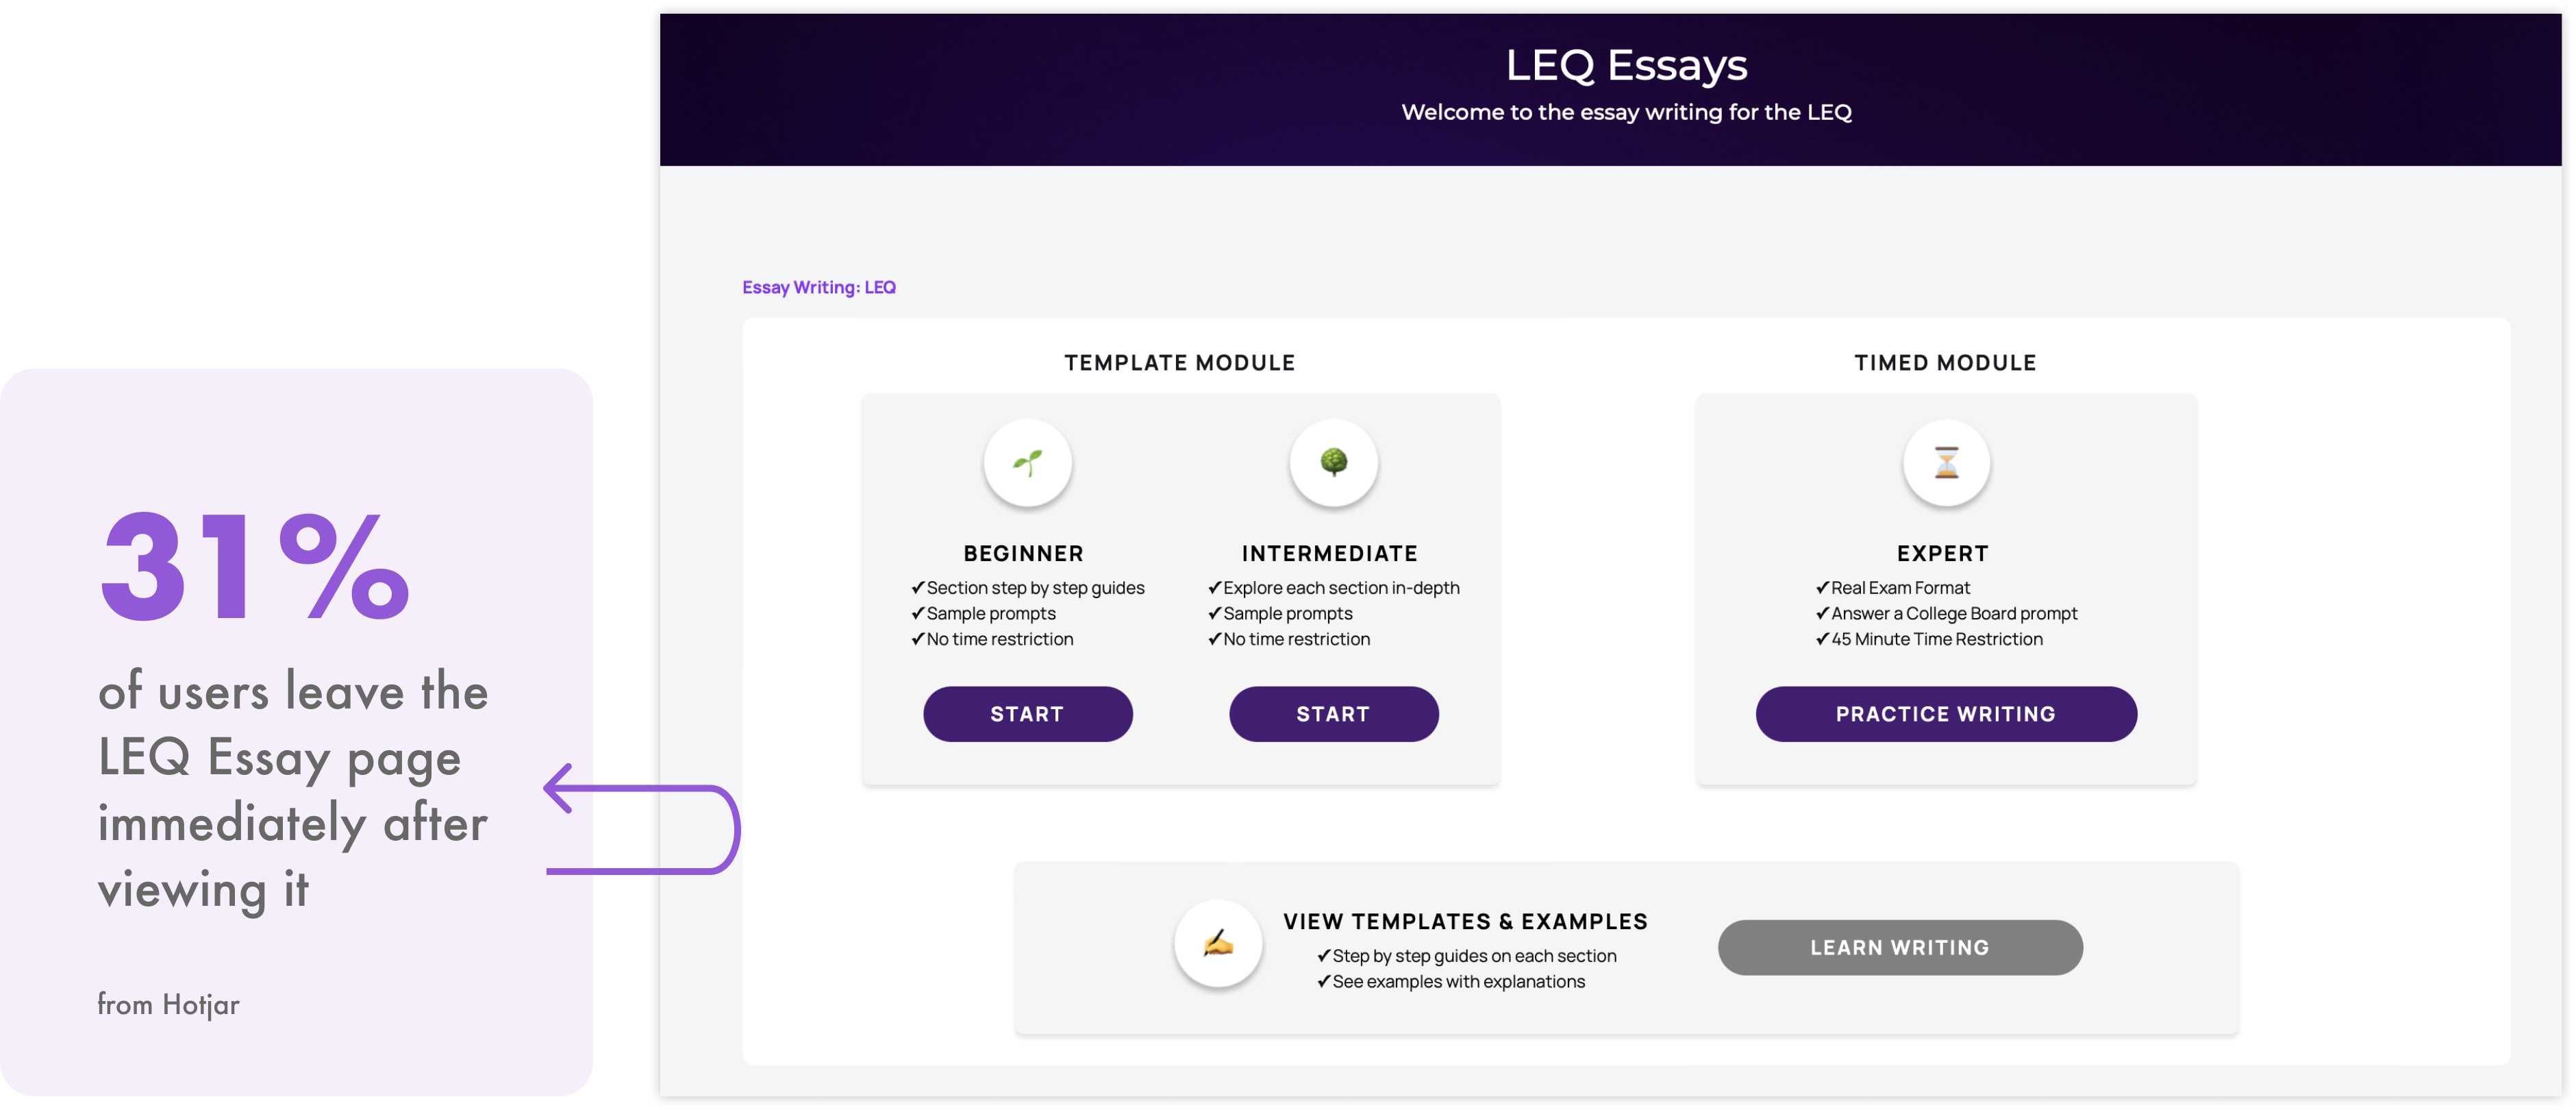 31%
of users leave the
LEQ Essay page
immediately after
viewing it
from Hotjar
LEQ Essays
Welcome to the essay writing for the LEQ
Essay Writing: LEQ
TEMPLATE MODULE
BEGINNER
✓Section step by step guides
✓Sample prompts
✓No time restriction
START
INTERMEDIATE
✓Explore each section in-depth
✓Sample prompts
✓No time restriction
START
TIMED MODULE
EXPERT
✓Real Exam Format
✓Answer a College Board prompt
✓45 Minute Time Restriction
PRACTICE WRITING
VIEW TEMPLATES & EXAMPLES
✓Step by step guides on each section
✓See examples with explanations
LEARN WRITING